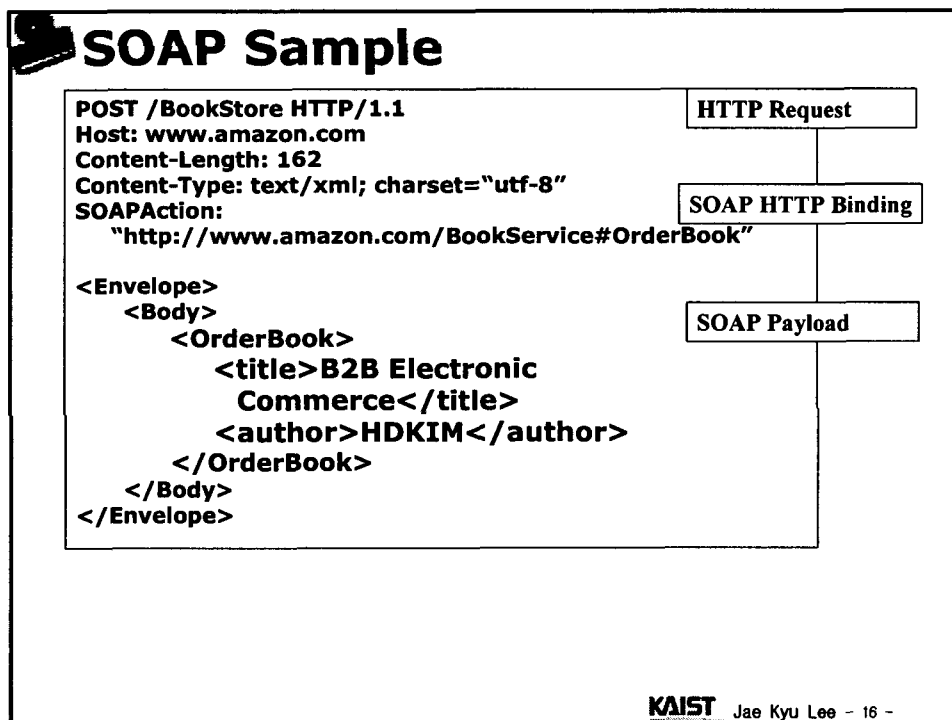 SOAP Sample
POST /BookStore HTTP/1.1
HTTP Request
Host: www.amazon.com
Content-Length: 162
Content-Type: text/xml; charset="utf-8"
SOAPAction:
SOAP HTTP Binding
"http://www.amazon.com/BookService#OrderBook"
<Envelope>
<Body>
SOAP Payload
<OrderBook>
<title>B2B Electronic
Commerce</title>
<author>HDKIM</author>
</OrderBook>
</Body>
</Envelope>
KAIST Jae Kyu Lee - 16 -